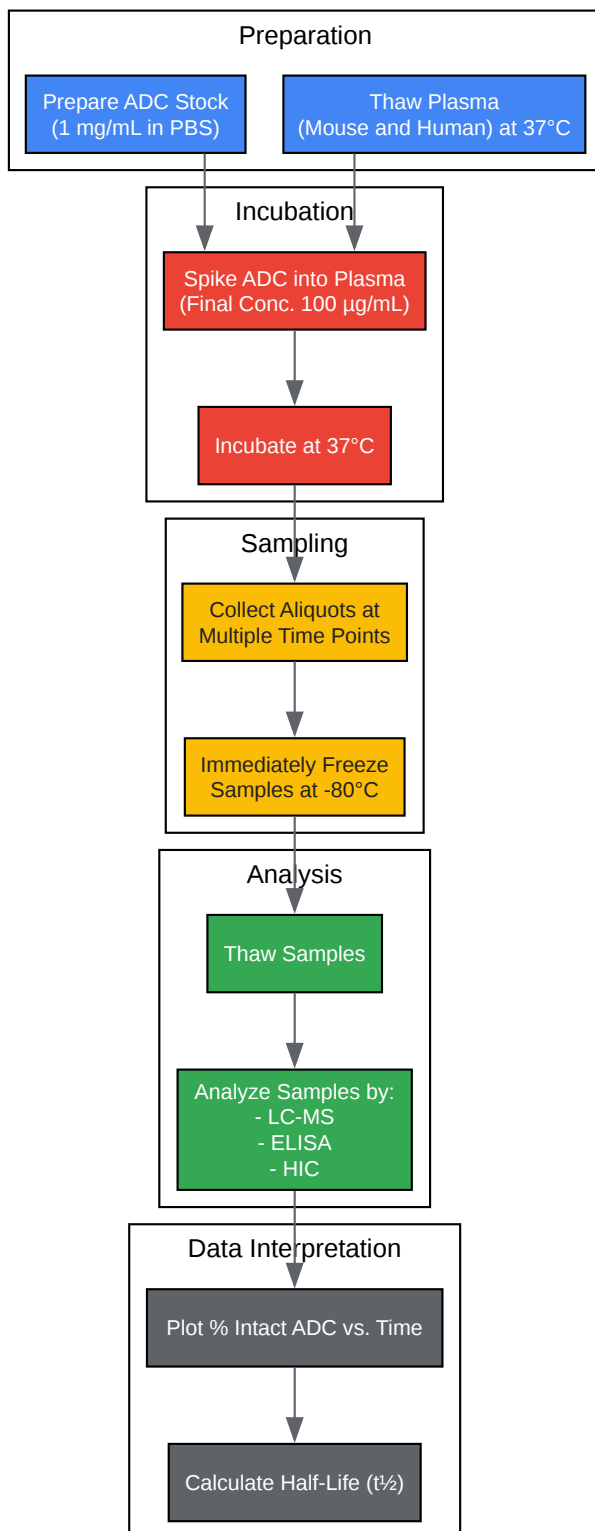 Preparation
Prepare ADC Stock
(1 mg/mL in PBS)
Thaw Plasma
(Mouse and Human) at 37°C
Incubation
Spike ADC into Plasma
(Final Conc. 100 µg/mL)
Incubate at 37°C
Sampling
Collect Aliquots at
Multiple Time Points
Immediately Freeze
Samples at -80°C
Analysis
Thaw Samples
Analyze Samples by:
- LC-MS
- ELISA
- HIC
Data Interpretation
Plot % Intact ADC vs. Time
Calculate Half-Life (t½)